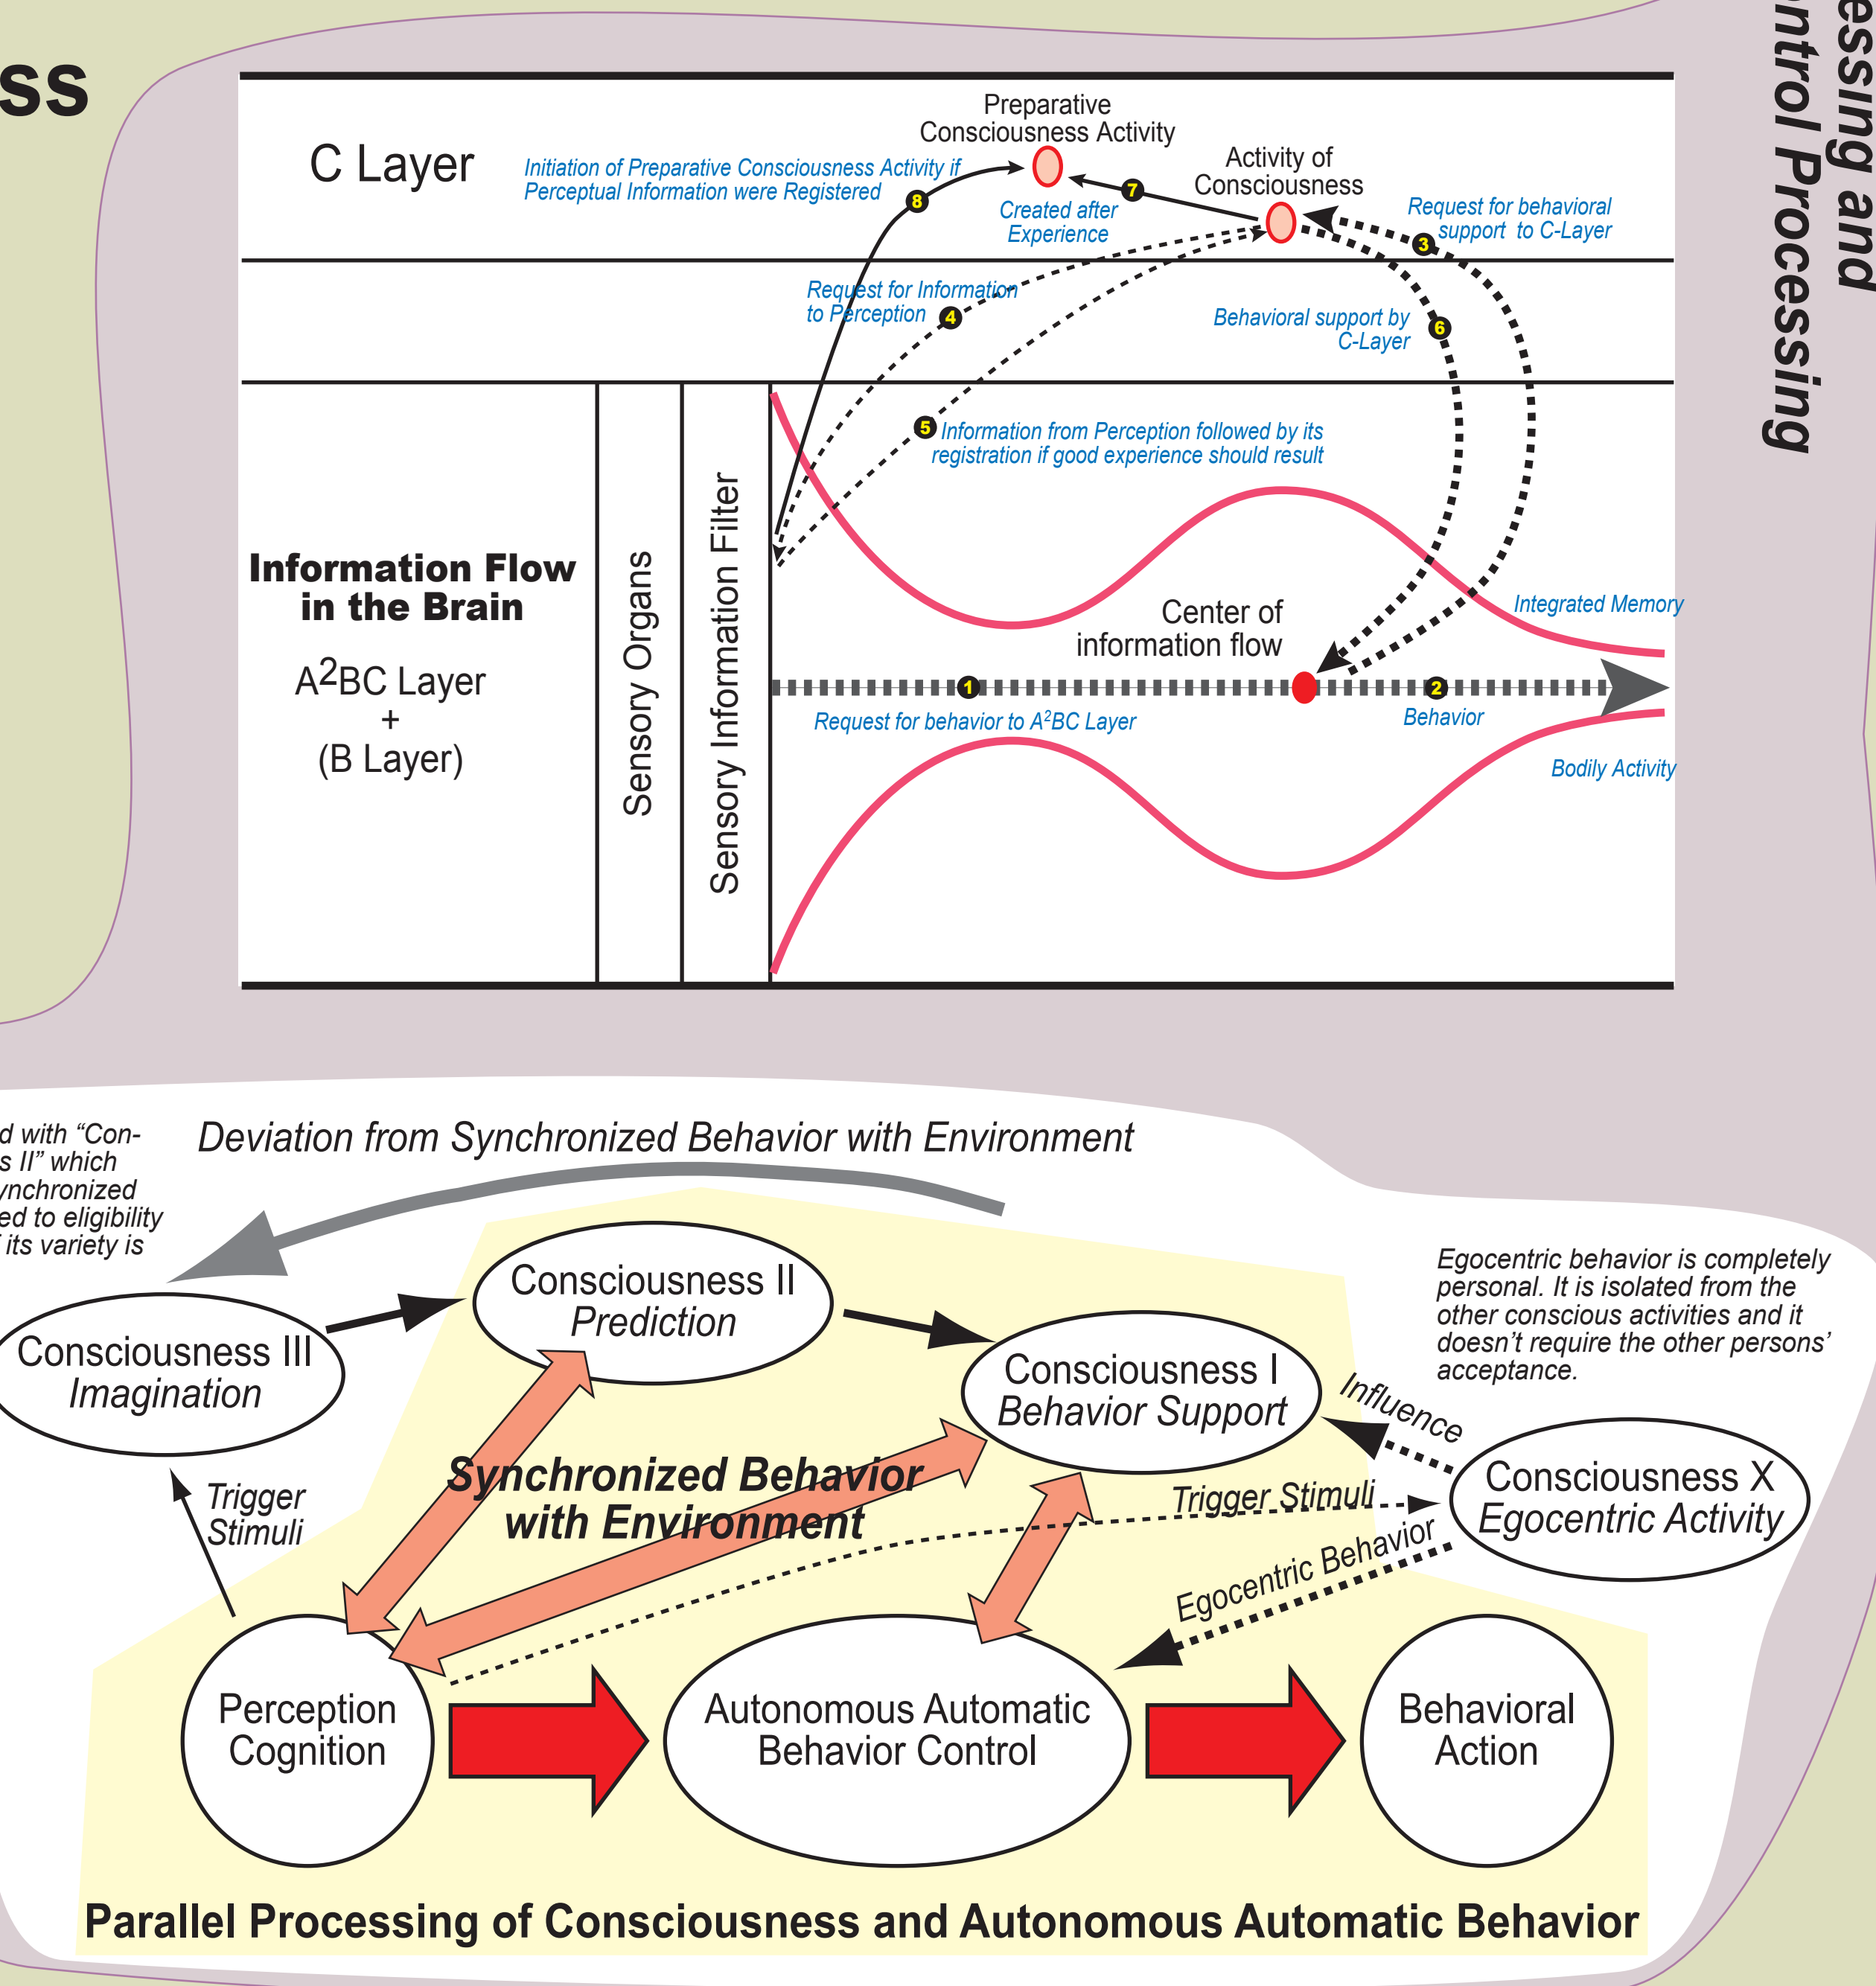 ss
essing and
ntrol Processing
C Layer
Preparative
Consciousness Activity
Activity of
Consciousness
Initiation of Preparative Consciousness Activity if
Perceptual Information were Registered
8
7
Created after
Experience
Request for behavioral
support to C-Layer
3
Request for Information
to Perception
4
Behavioral support by
C-Layer
6
5
Information from Perception followed by its
registration if good experience should result
Information Flow
in the Brain
A2BC Layer
+
(B Layer)
Sensory Organs
Sensory Information Filter
Center of
information flow
Integrated Memory
1
2
Request for behavior to A2BC Layer
Behavior
Bodily Activity
d with “Con-
s II” which
ynchronized
ed to eligibility
f its variety is
Deviation from Synchronized Behavior with Environment
Consciousness II
Prediction
Consciousness III
Imagination
Consciousness I
Behavior Support
Egocentric behavior is completely
personal. It is isolated from the
other conscious activities and it
doesn’t require the other persons’
acceptance.
Influence
Consciousness X
Egocentric Activity
Synchronized Behavior
with Environment
Trigger
Stimuli
Trigger Stimuli
Egocentric Behavior
Perception
Cognition
Autonomous Automatic
Behavior Control
Behavioral
Action
Parallel Processing of Consciousness and Autonomous Automatic Behavior